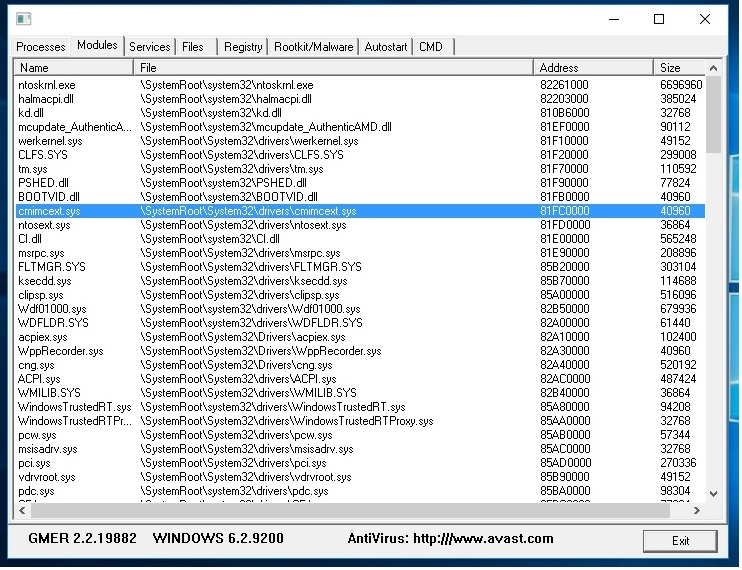 Processes Modules Services Files Registry Rootkit/Malware Autostart CMD
Name File Address Size
ntoskrnl.exe \SystemRoot\system32\ntoskrnl.exe 82261000 6696960
halmacpi.dll \SystemRoot\system32\halmacpi.dll 82203000 385024
kd.dll \SystemRoot\system32\kd.dll 810B6000 32768
mcupdate_AuthenticA... \SystemRoot\system32\mcupdate_AuthenticAMD.dll 81EF0000 90112
werkernel.sys \SystemRoot\System32\drivers\werkernel.sys 81F10000 49152
CLFS.SYS \SystemRoot\System32\drivers\CLFS.SYS 81F20000 299008
tm.sys \SystemRoot\System32\drivers\tm.sys 81F70000 110592
PSHED.dll \SystemRoot\system32\PSHED.dll 81F90000 77824
BOOTVID.dll \SystemRoot\system32\BOOTVID.dll 81FB0000 40960
cmimcext.sys \SystemRoot\System32\drivers\cmimcext.sys 81FC0000 40960
ntosext.sys \SystemRoot\System32\drivers\ntosext.sys 81FD0000 36864
CI.dll \SystemRoot\system32\CI.dll 81E00000 565248
msrpc.sys \SystemRoot\System32\drivers\msrpc.sys 81E90000 208896
FLTMGR.SYS \SystemRoot\System32\drivers\FLTMGR.SYS 85B20000 303104
ksecdd.sys \SystemRoot\System32\drivers\ksecdd.sys 85B70000 114688
clipsp.sys \SystemRoot\System32\drivers\clipsp.sys 85A00000 516096
Wdf01000.sys \SystemRoot\system32\drivers\Wdf01000.sys 82B50000 679936
WDFLDR.SYS \SystemRoot\system32\drivers\WDFLDR.SYS 82A00000 61440
acpiex.sys \SystemRoot\System32\Drivers\acpiex.sys 82A10000 102400
WppRecorder.sys \SystemRoot\System32\Drivers\WppRecorder.sys 82A30000 40960
cng.sys \SystemRoot\System32\Drivers\cng.sys 82A40000 520192
ACPI.sys \SystemRoot\System32\drivers\ACPI.sys 82AC0000 487424
WMILIB.SYS \SystemRoot\System32\drivers\WMILIB.SYS 82B40000 36864
WindowsTrustedRT.sys \SystemRoot\system32\drivers\WindowsTrustedRT.sys 85A80000 94208
WindowsTrustedRTPr... \SystemRoot\System32\drivers\WindowsTrustedRTProxy.sys 85AA0000 32768
pcw.sys \SystemRoot\System32\drivers\pcw.sys 85AB0000 57344
msisadrv.sys \SystemRoot\System32\drivers\msisadrv.sys 85AC0000 32768
pci.sys \SystemRoot\System32\drivers\pci.sys 85AD0000 270336
vdrvroot.sys \SystemRoot\System32\drivers\vdrvroot.sys 85B90000 49152
pdc.sys \SystemRoot\system32\drivers\pdc.sys 85BA0000 98304
GMER 2.2.19882 WINDOWS 6.2.9200 AntiVirus: http:///www.avast.com Exit